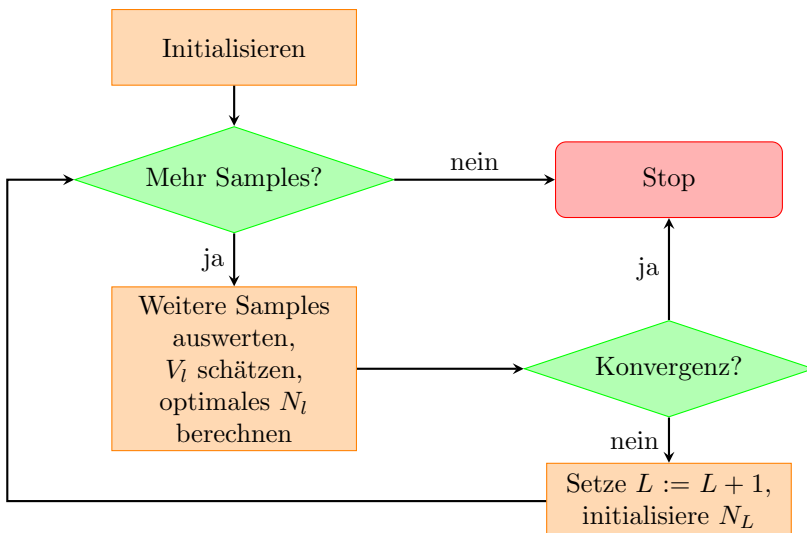 Initialisieren
Mehr Samples?
nein
Stop
ja
Weitere Samples
auswerten,
V_l schätzen,
optimales N_l
berechnen
ja
Konvergenz?
nein
Setze L := L + 1,
initialisiere N_L